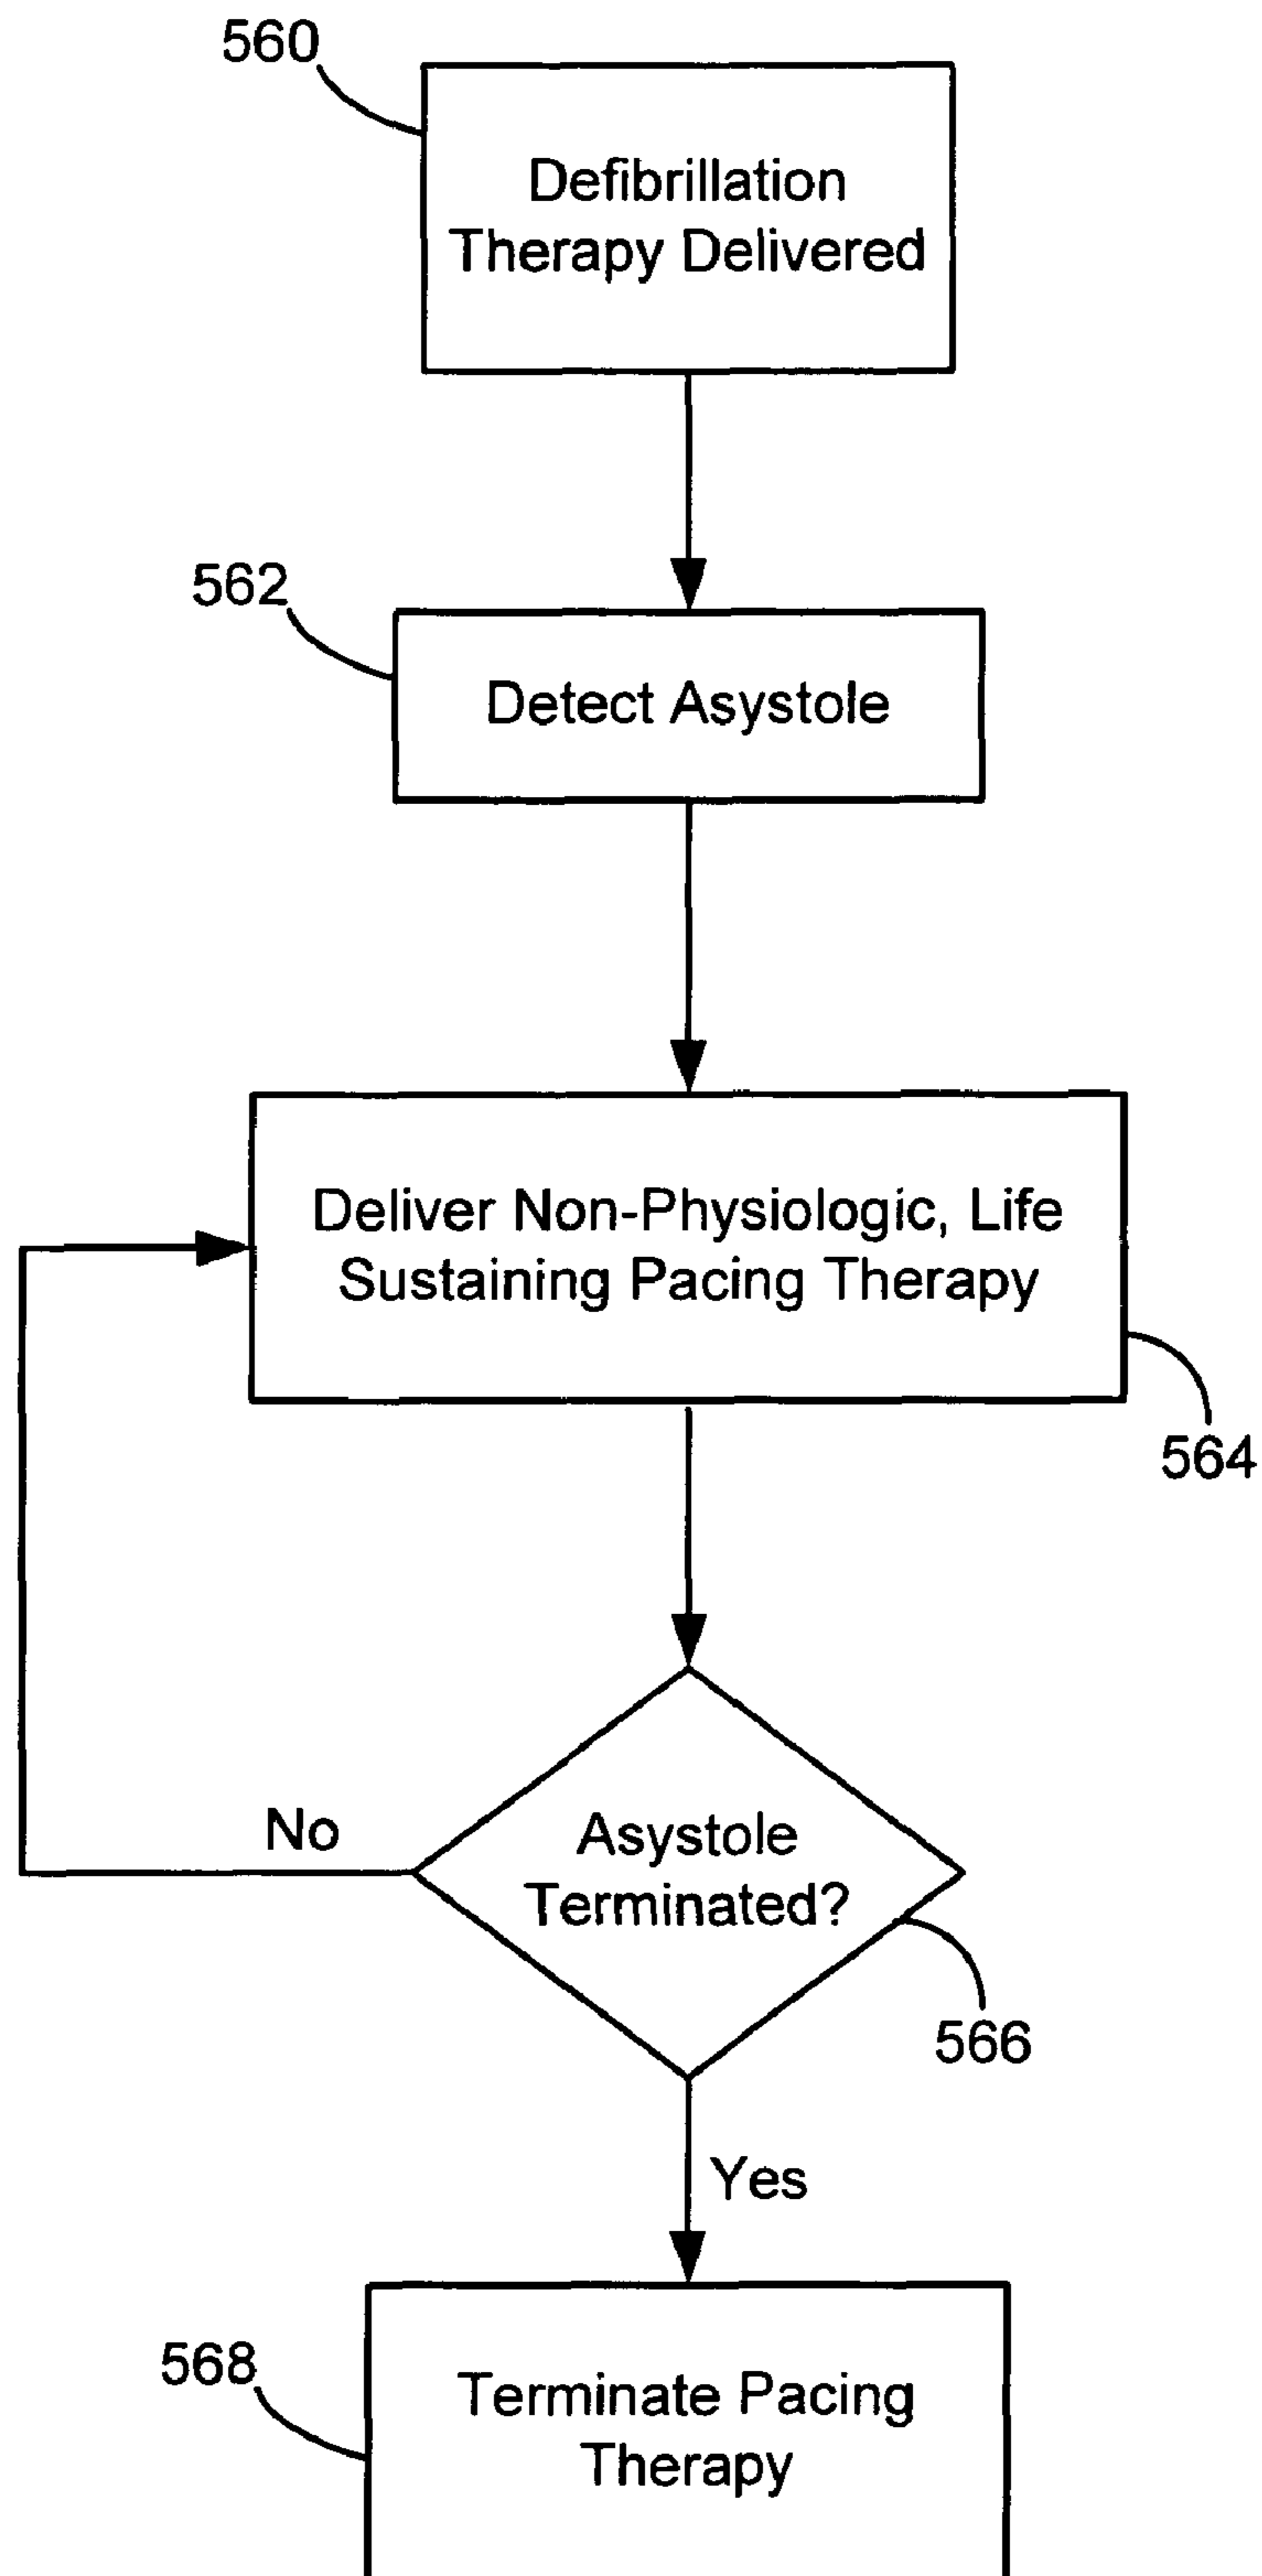 560
Defibrillation
Therapy Delivered
562
Detect Asystole
Deliver Non-Physiologic, Life
Sustaining Pacing Therapy
564
No
Asystole
Terminated?
566
Yes
568
Terminate Pacing
Therapy